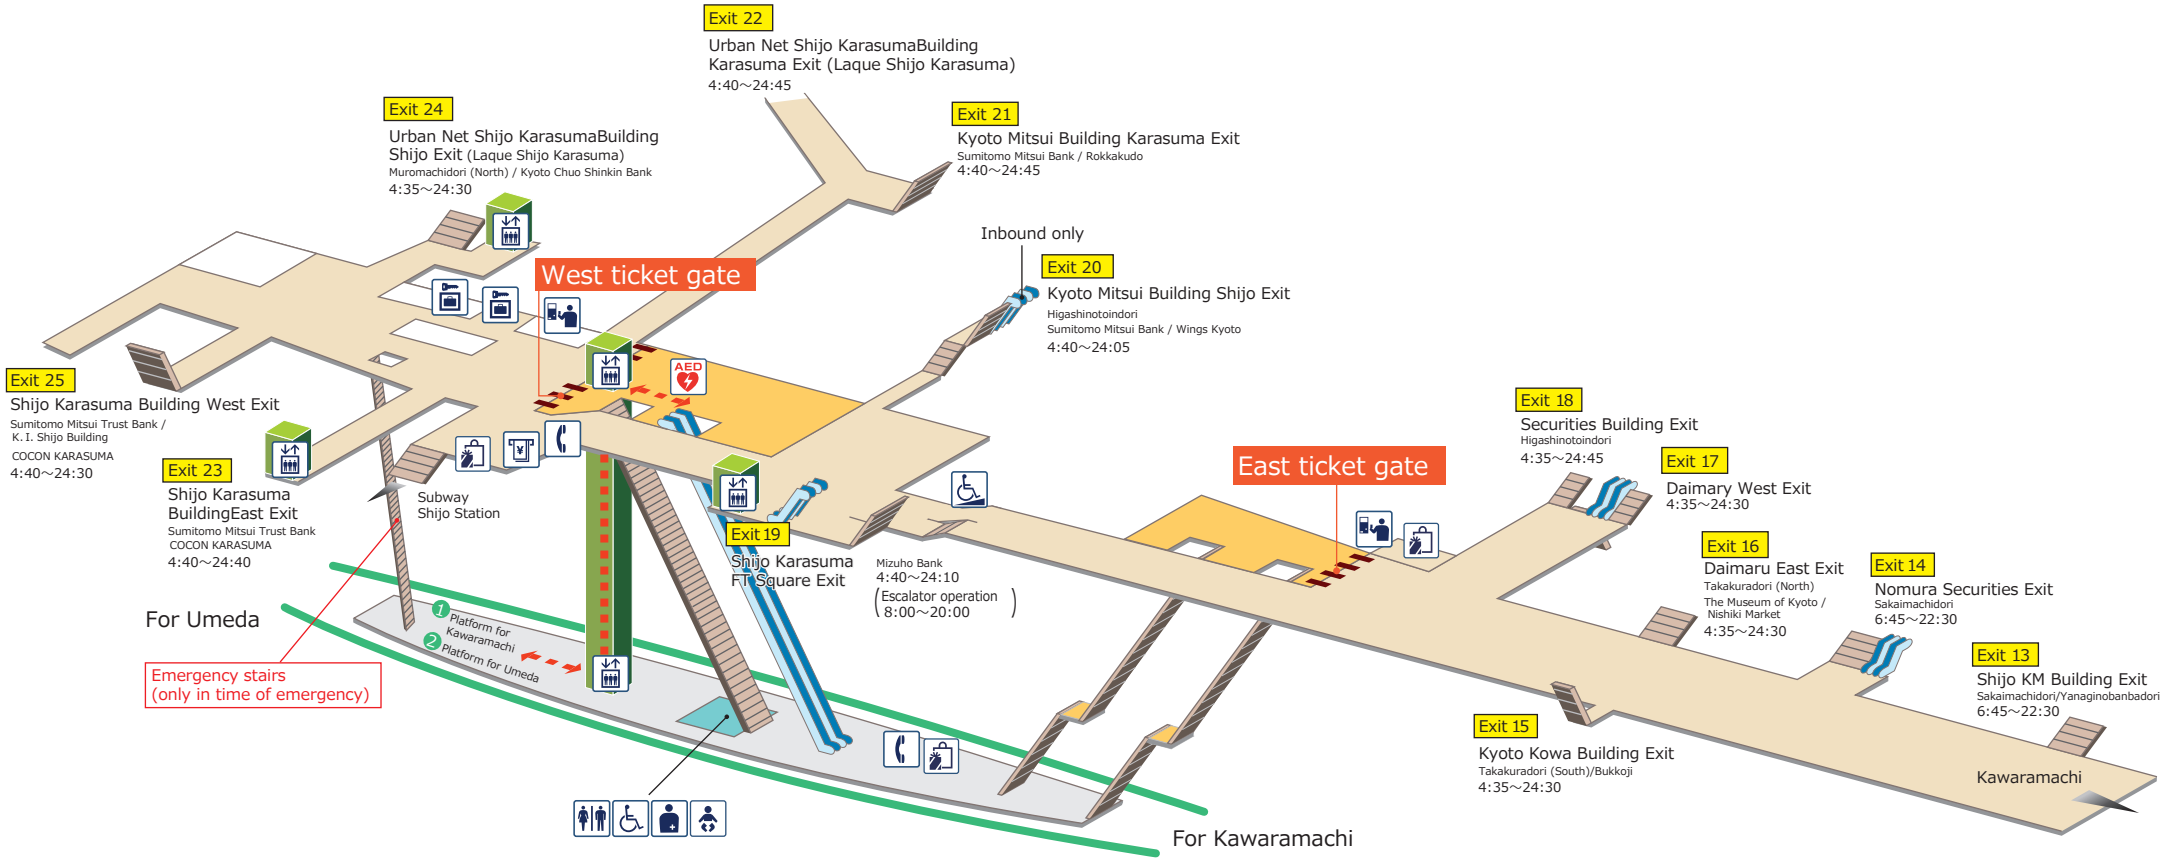 Exit 22
Urban Net Shijo KarasumaBuilding
Karasuma Exit (Laque Shijo Karasuma)
4:40～24:45
Exit 24
Urban Net Shijo KarasumaBuilding
Shijo Exit (Laque Shijo Karasuma)
Muromachidori (North) / Kyoto Chuo Shinkin Bank
4:35～24:30
Exit 21
Kyoto Mitsui Building Karasuma Exit
Sumitomo Mitsui Bank / Rokkakudo
4:40～24:45
Inbound only
Exit 20
Kyoto Mitsui Building Shijo Exit
Higashinotoindori
Sumitomo Mitsui Bank / Wings Kyoto
4:40～24:05
West ticket gate
AED
Exit 25
Shijo Karasuma Building West Exit
Sumitomo Mitsui Trust Bank /
K.I. Shijo Building
COCON KARASUMA
4:40～24:30
Exit 23
Shijo Karasuma
BuildingEast Exit
Sumitomo Mitsui Trust Bank
COCON KARASUMA
4:40～24:40
Subway
Shijo Station
¥
Exit 19
Shijo Karasuma
FT Square Exit
Mizuho Bank
4:40～24:10
(Escalator operation
8:00～20:00)
East ticket gate
Exit 18
Securities Building Exit
Higashinotoindori
4:35～24:45
Exit 17
Daimary West Exit
4:35～24:30
Exit 16
Daimaru East Exit
Takakuradori (North)
The Museum of Kyoto /
Nishiki Market
4:35～24:30
Exit 14
Nomura Securities Exit
Sakaimachidori
6:45～22:30
Exit 13
Shijo KM Building Exit
Sakaimachidori/Yanaginobanbadori
6:45～22:30
Exit 15
Kyoto Kowa Building Exit
Takakuradori (South)/Bukkoji
4:35～24:30
Kawaramachi
For Umeda
Emergency stairs
(only in time of emergency)
1 Platform for
Kawaramachi
2 Platform for Umeda
For Kawaramachi